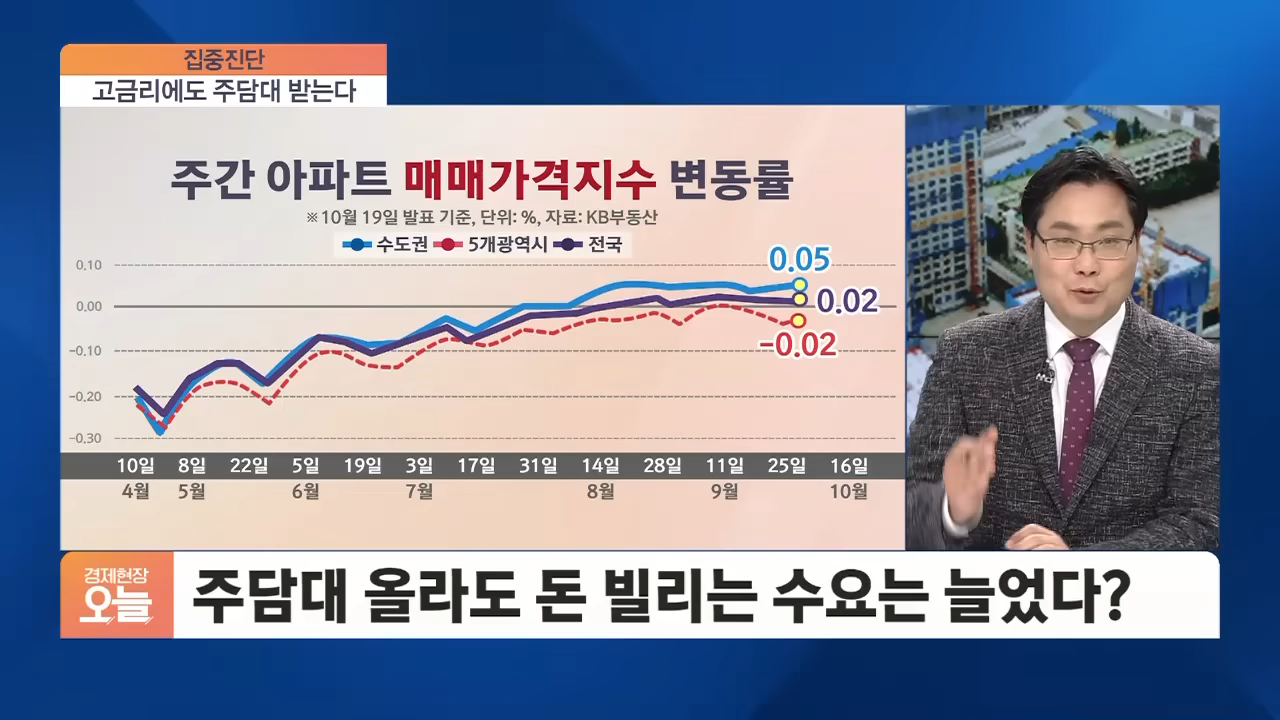 집중진단
고금리에도 주담대 받는다
주간 아파트 매매가격지수 변동률
※10월 19일 발표 기준, 단위: %, 자료: KB부동산
수도권 5개광역시 전국
0.10
0.00
-0.10
-0.20
-0.30
0.05
0.02
-0.02
10일 8일 22일 5일 19일 3일 17일 31일 14일 28일 11일 25일 16일
4월 5월 6월 7월 8월 9월 10월
경제현장
오늘
주담대 올라도 돈 빌리는 수요는 늘었다?